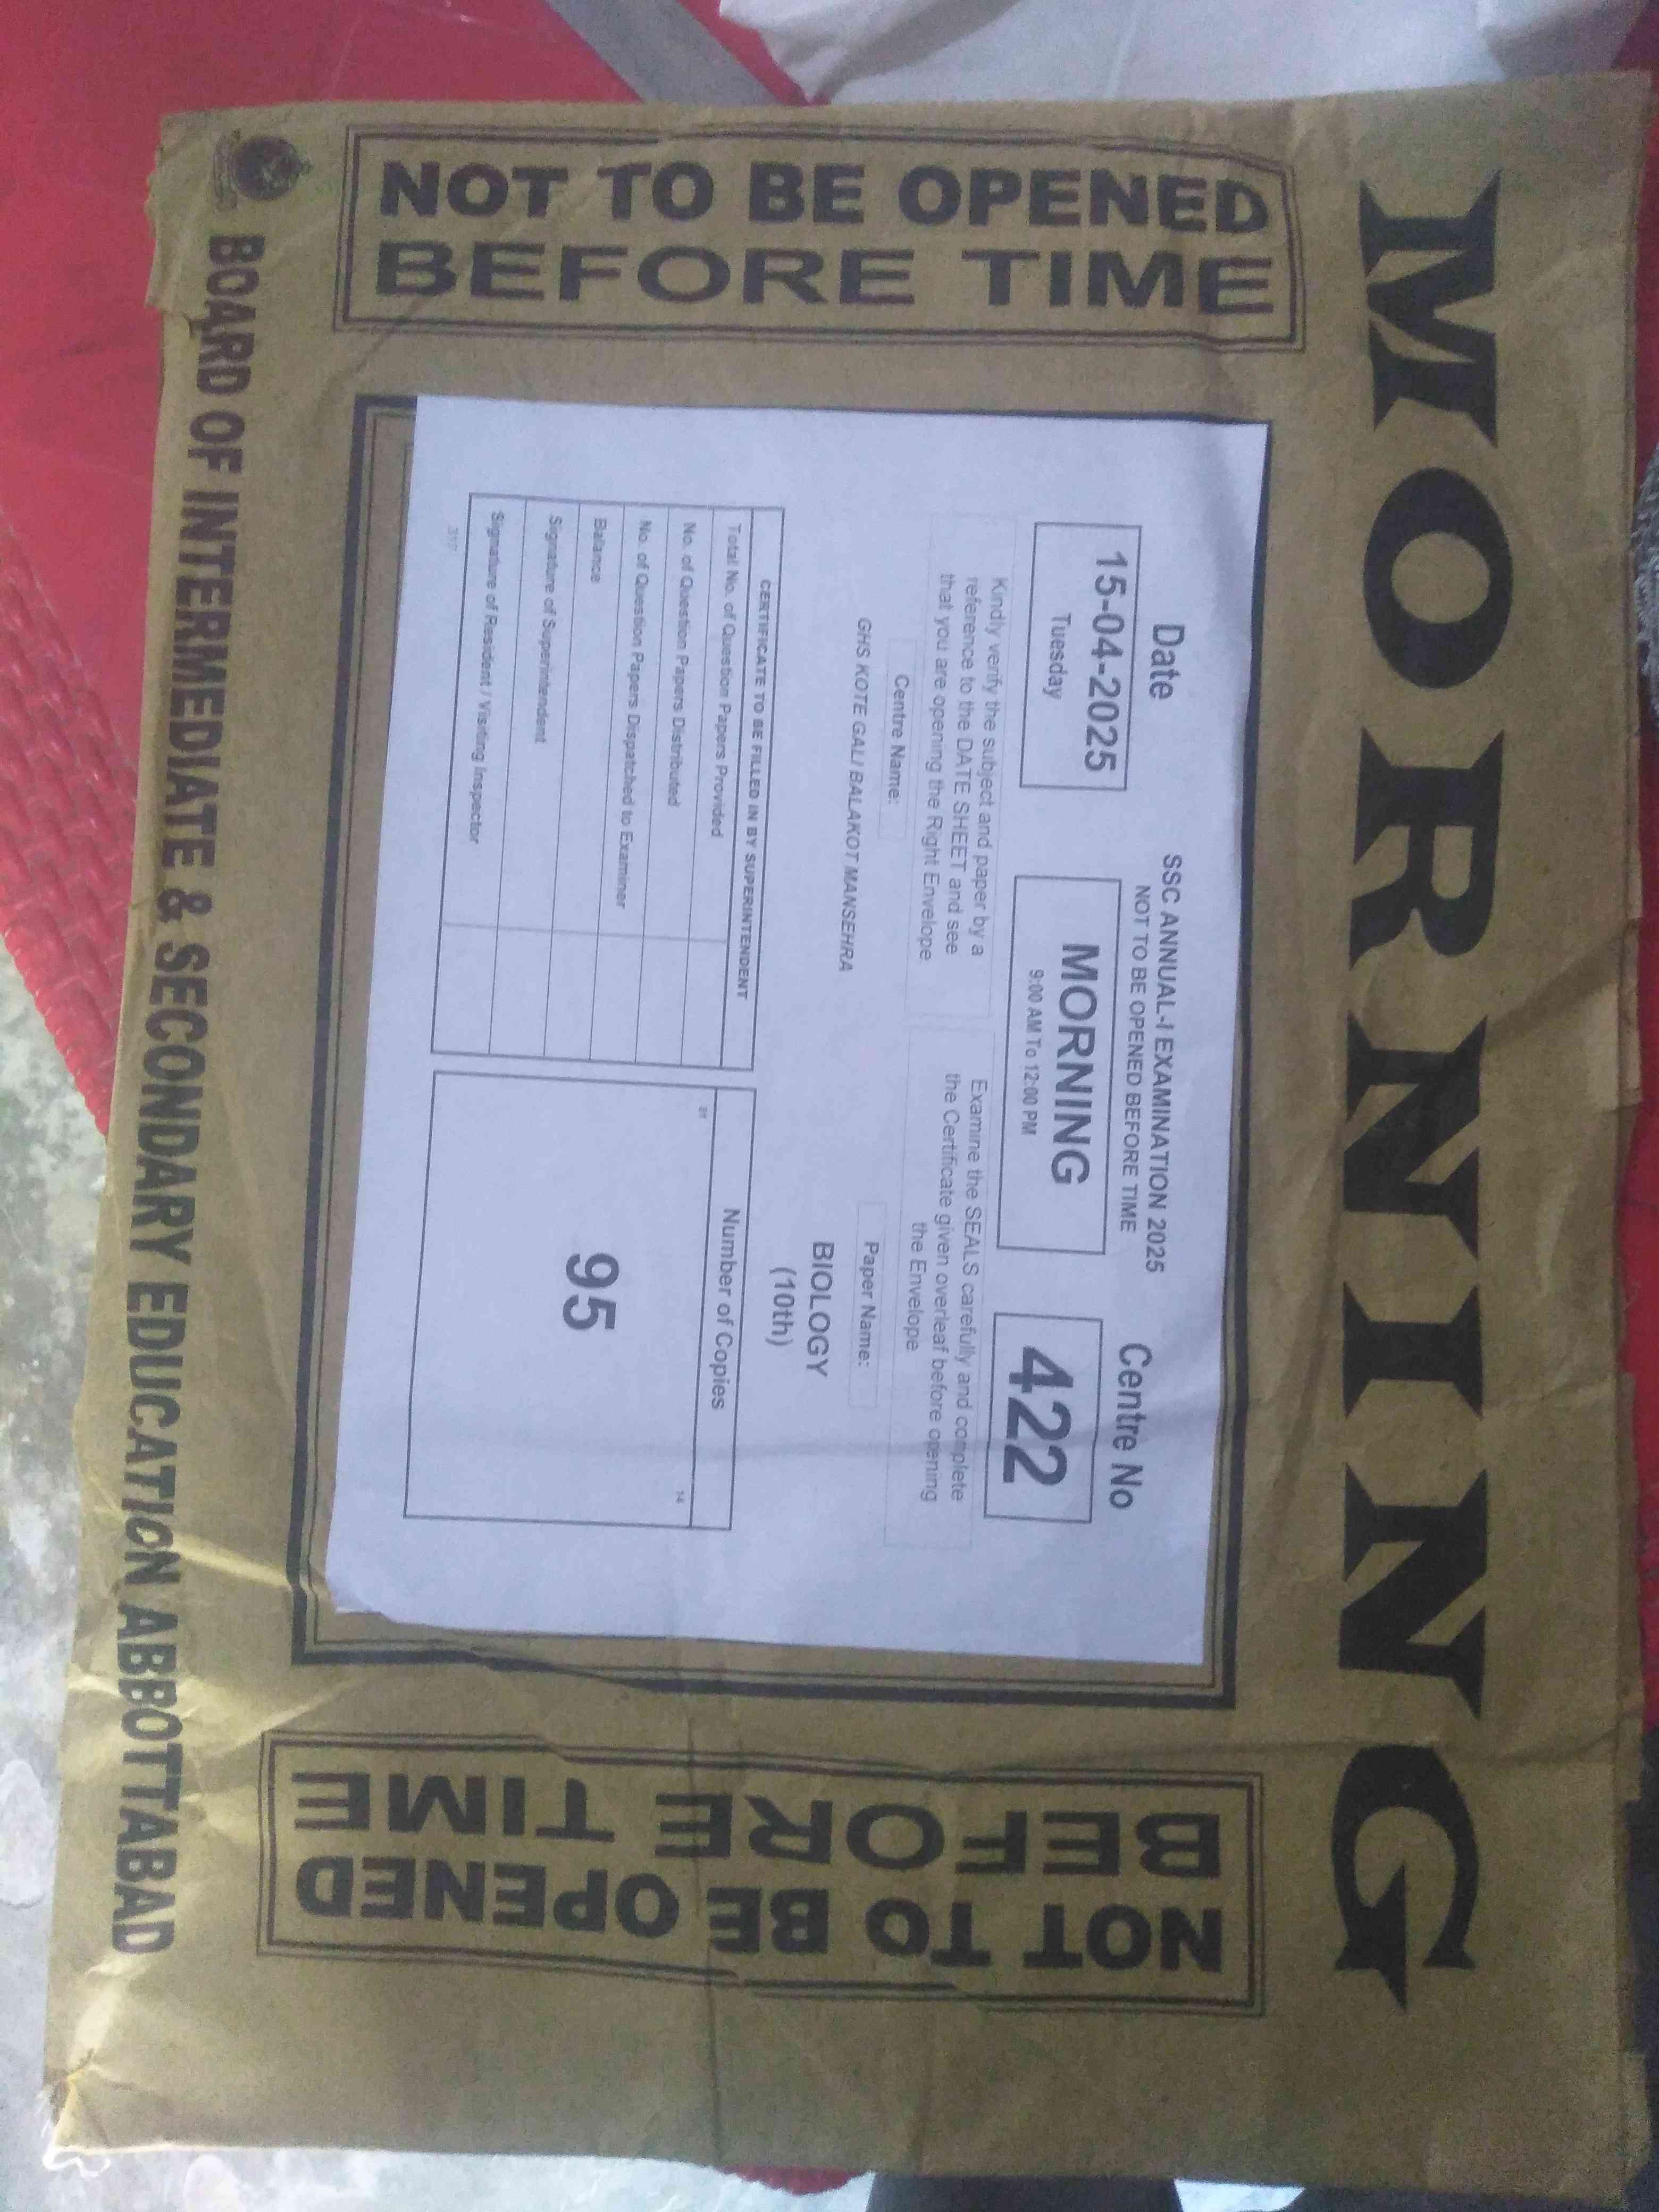 MORNING
NOT TO BE OPENED
BEFORE TIME
Date
15-04-2025
Tuesday
SSC ANNUAL-I EXAMINATION 2025
NOT TO BE OPENED BEFORE TIME
MORNING
9:00 AM To 12:00 PM
Centre No
422
Kindly verify the subject and paper by a
reference to the DATE SHEET and see
that you are opening the Right Envelope
Examine the SEALS carefully and complete
the Certificate given overleaf before opening
the Envelope
Centre Name:
GHS KOTE GALI BALAKOT MANSEHRA
Paper Name:
BIOLOGY
(10th)
CERTIFICATE TO BE FILLED IN BY SUPERINTENDENT
Total No. of Question Papers Provided
No. of Question Papers Distributed
No. of Question Papers Dispatched to Examiner
Balance
Signature of Superintendent
Signature of Resident / Visiting Inspector
Number of Copies
95
NOT TO BE OPENED
BEFORE TIME
BOARD OF INTERMEDIATE & SECONDARY EDUCATION ABBOTTABAD